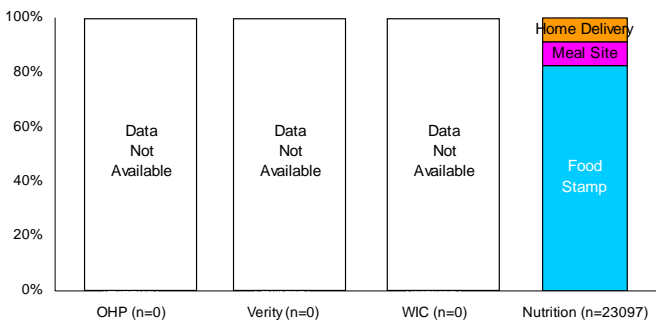 100%
80%
60%
40%
20%
0%
Data
Not
Available
Data
Not
Available
Data
Not
Available
Home Delivery
Meal Site
Food
Stamp
OHP (n=0)
Verity (n=0)
WIC (n=0)
Nutrition (n=23097)